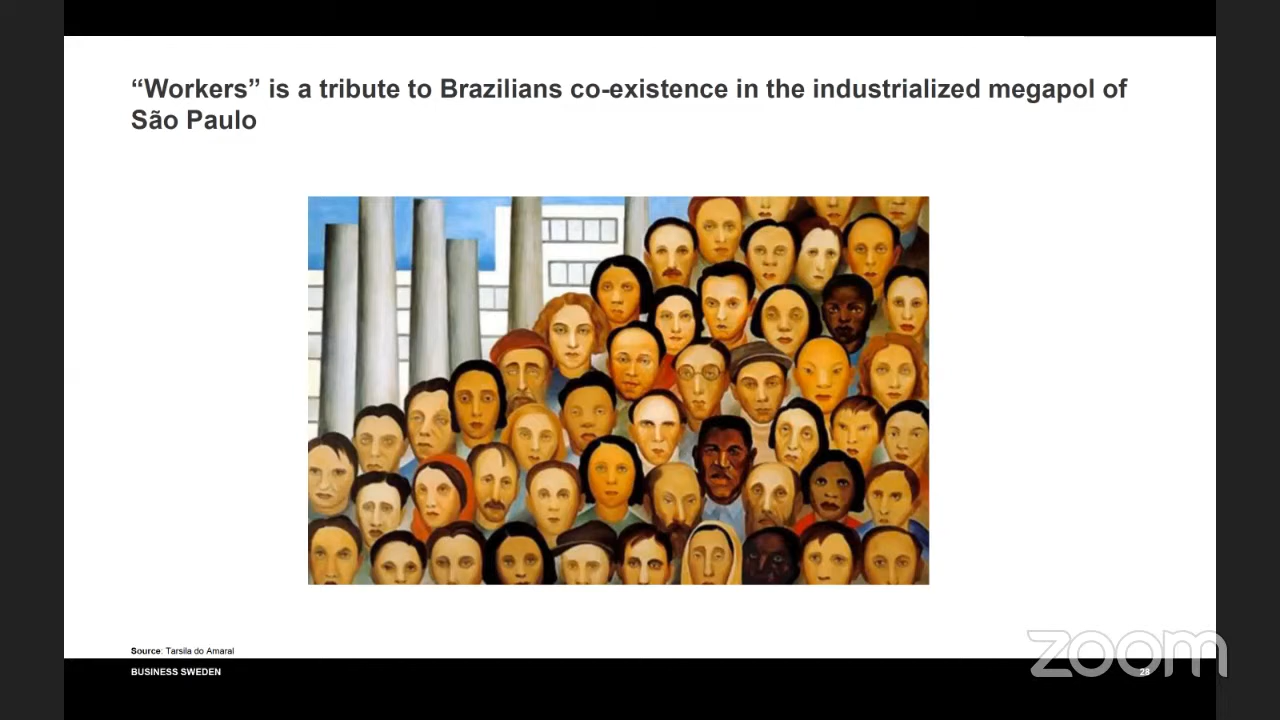 “Workers” is a tribute to Brazilians co-existence in the industrialized megapol of
São Paulo
Source: Tarsila do Amaral
BUSINESS SWEDEN
28
zoom